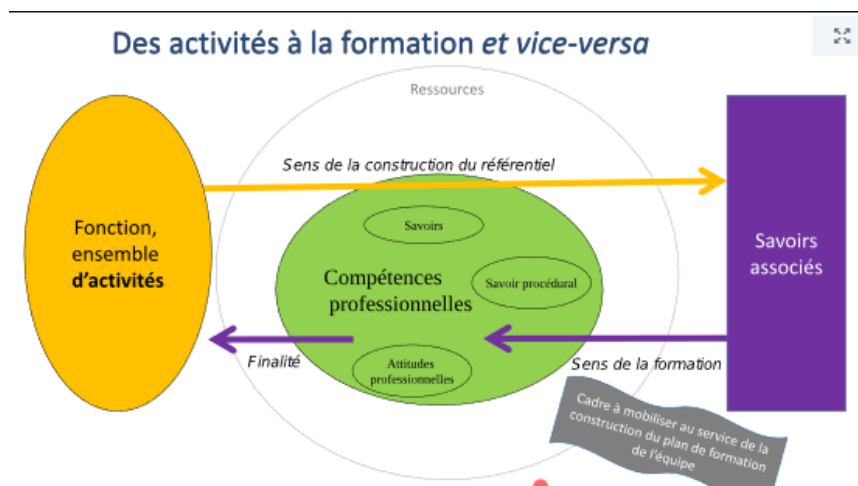 Des activités à la formation et vice-versa
Ressources
Sens de la construction du référentiel
Fonction,
ensemble
d'activités
Savoirs
Compétences
professionnelles
Savoir procédural
Savoirs
associés
Finalité
Attitudes
professionnelles
Sens de la formation
Cadre à mobiliser au service de la
construction du plan de formation
de l'équipe